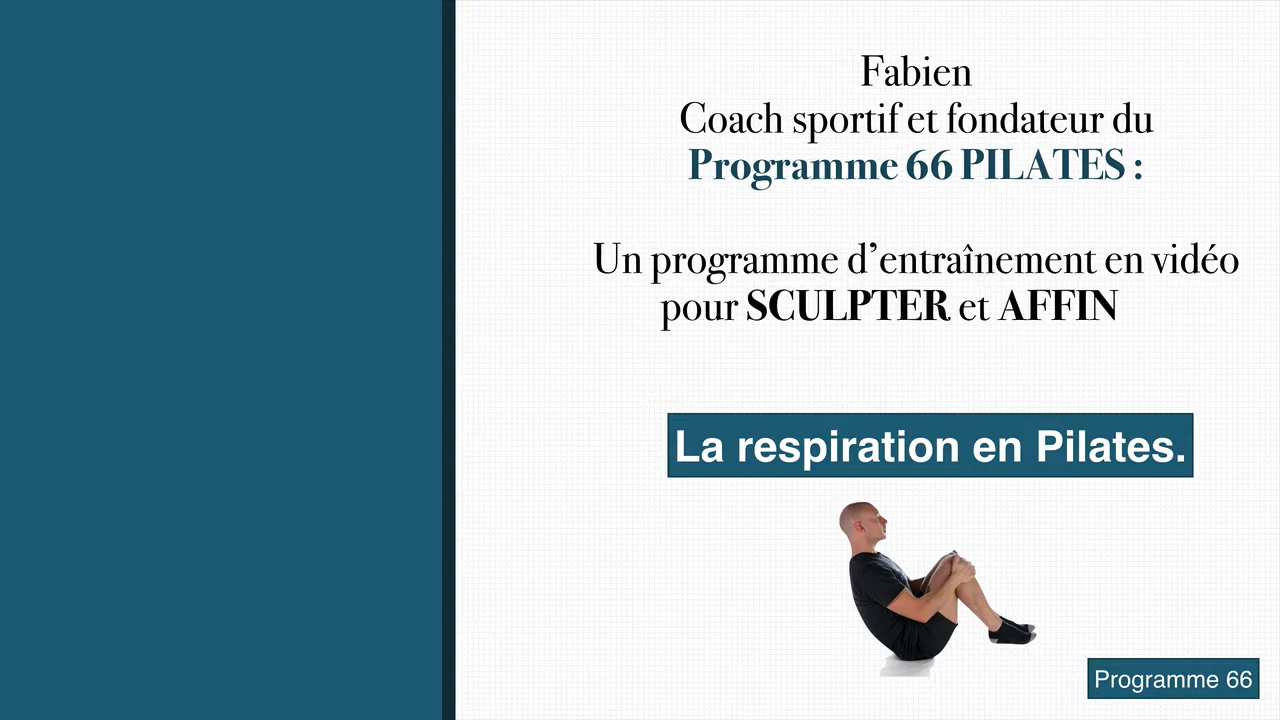 Fabien
Coach sportif et fondateur du
Programme 66 PILATES :
Un programme d’entraînement en vidéo
pour SCULPTER et AFFIN
La respiration en Pilates.
Programme 66